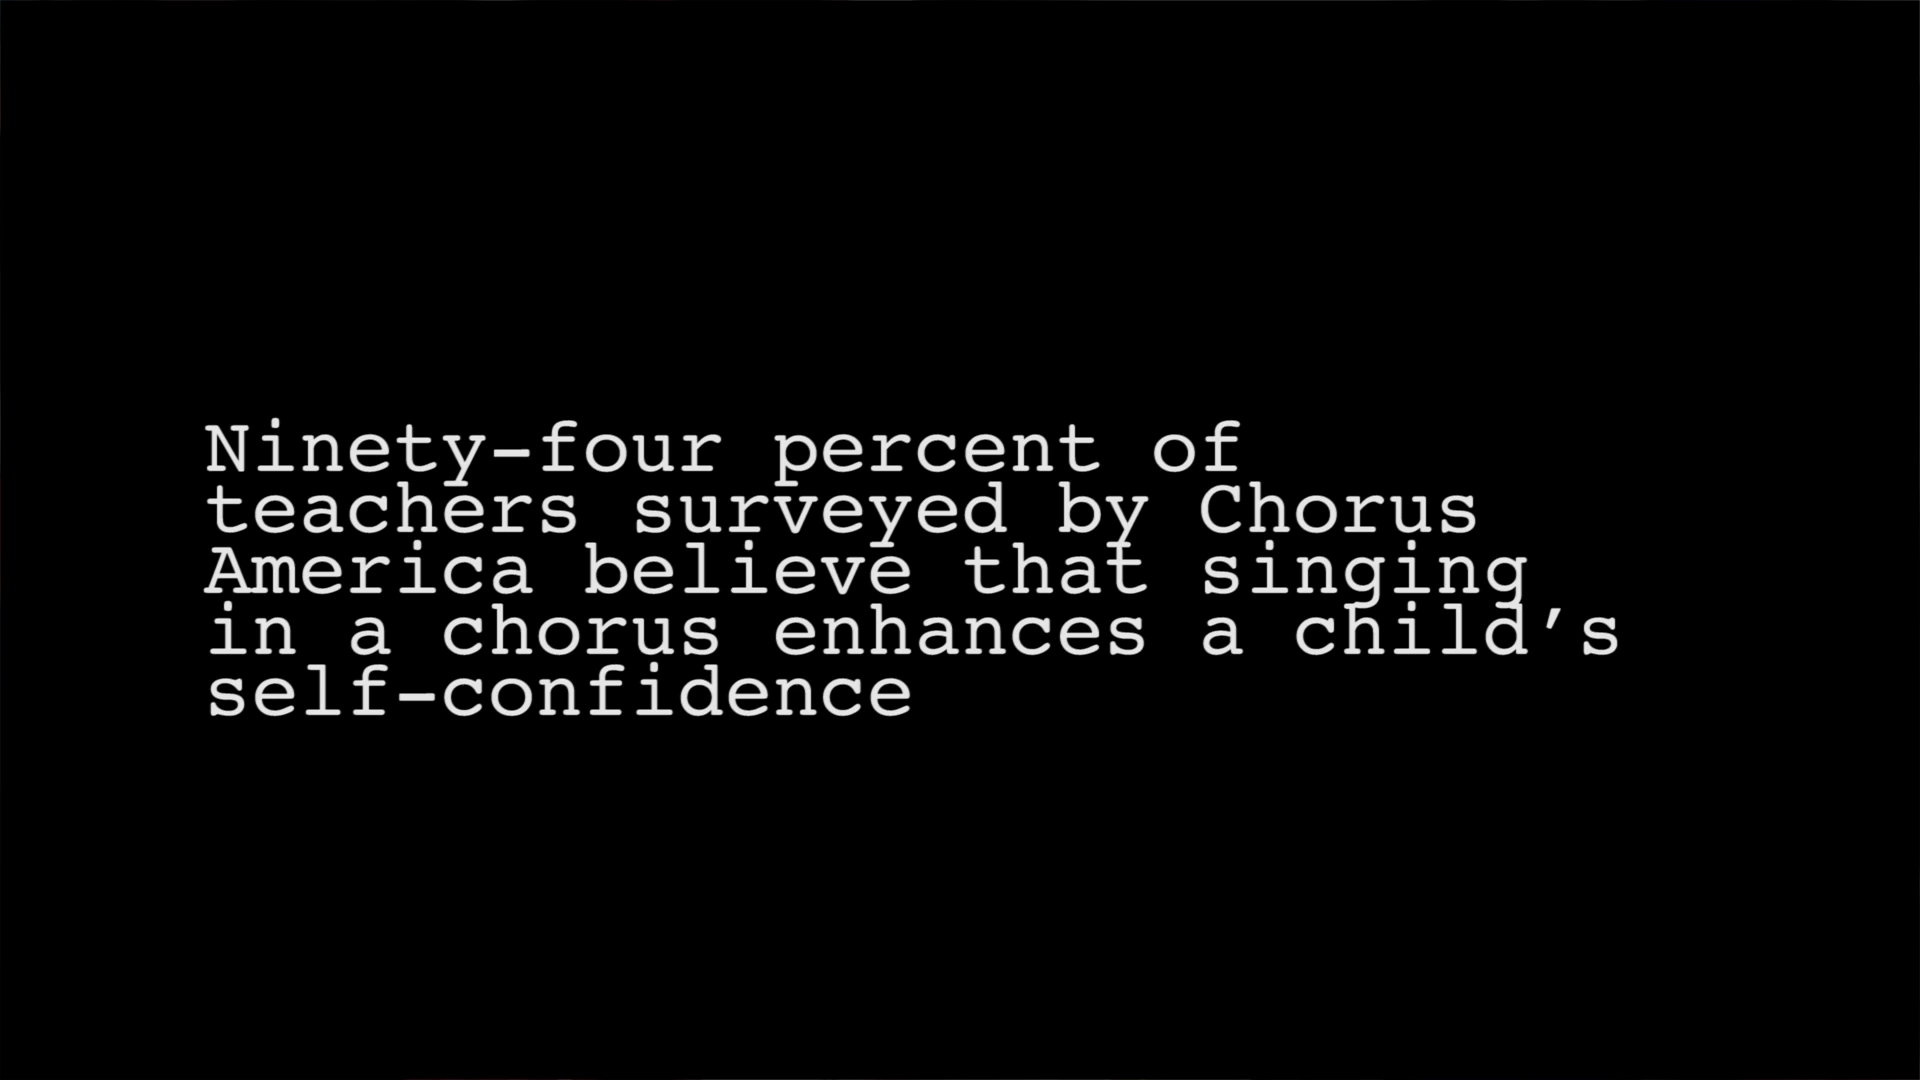 Ninety-four percent of
teachers surveyed by Chorus
America believe that singing
in a chorus enhances a child’s
self-confidence